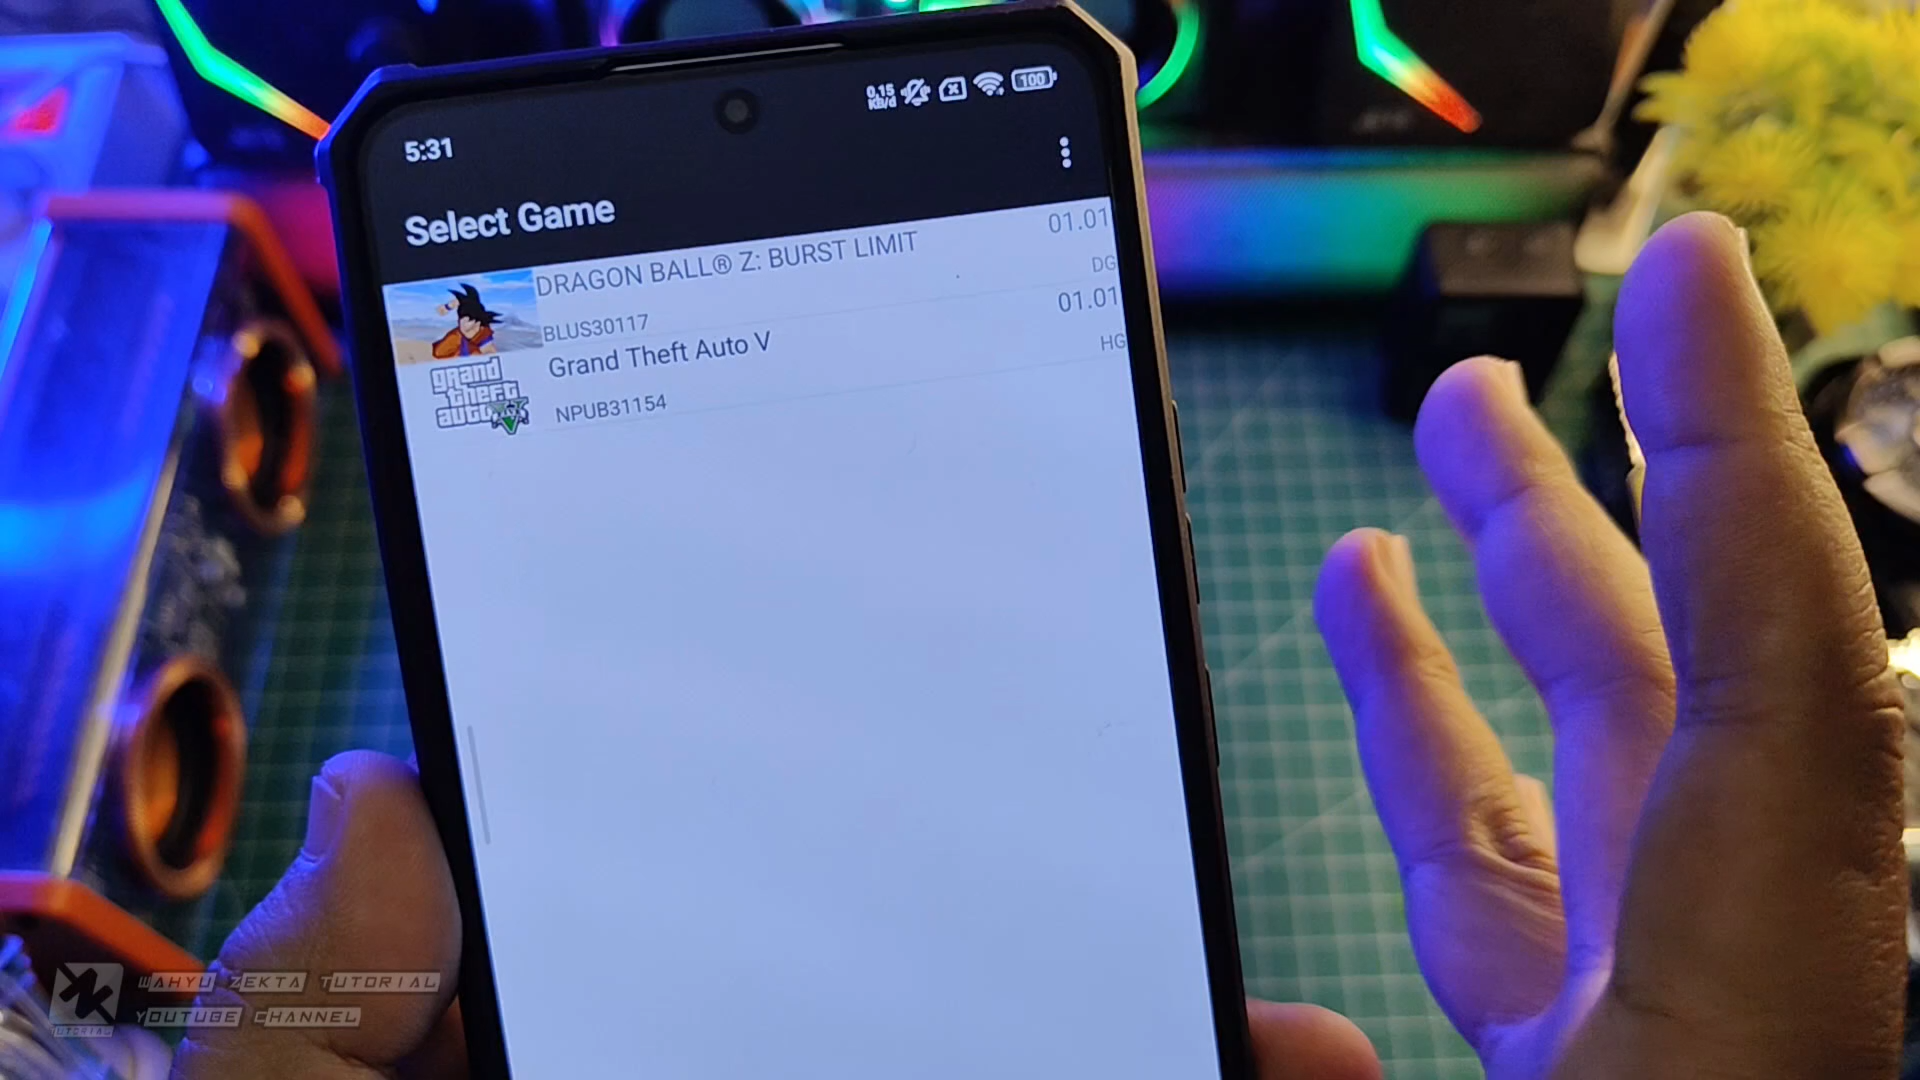 0.15
KB/d
100
5:31
Select Game
DRAGON BALL® Z: BURST LIMIT
01.01
BLUS30117
DG
Grand Theft Auto V
01.01
NPUB31154
HG
grand
theft
auto
V
WAHYU ZEKTA TUTORIAL
YOUTUBE CHANNEL
TUTORIAL